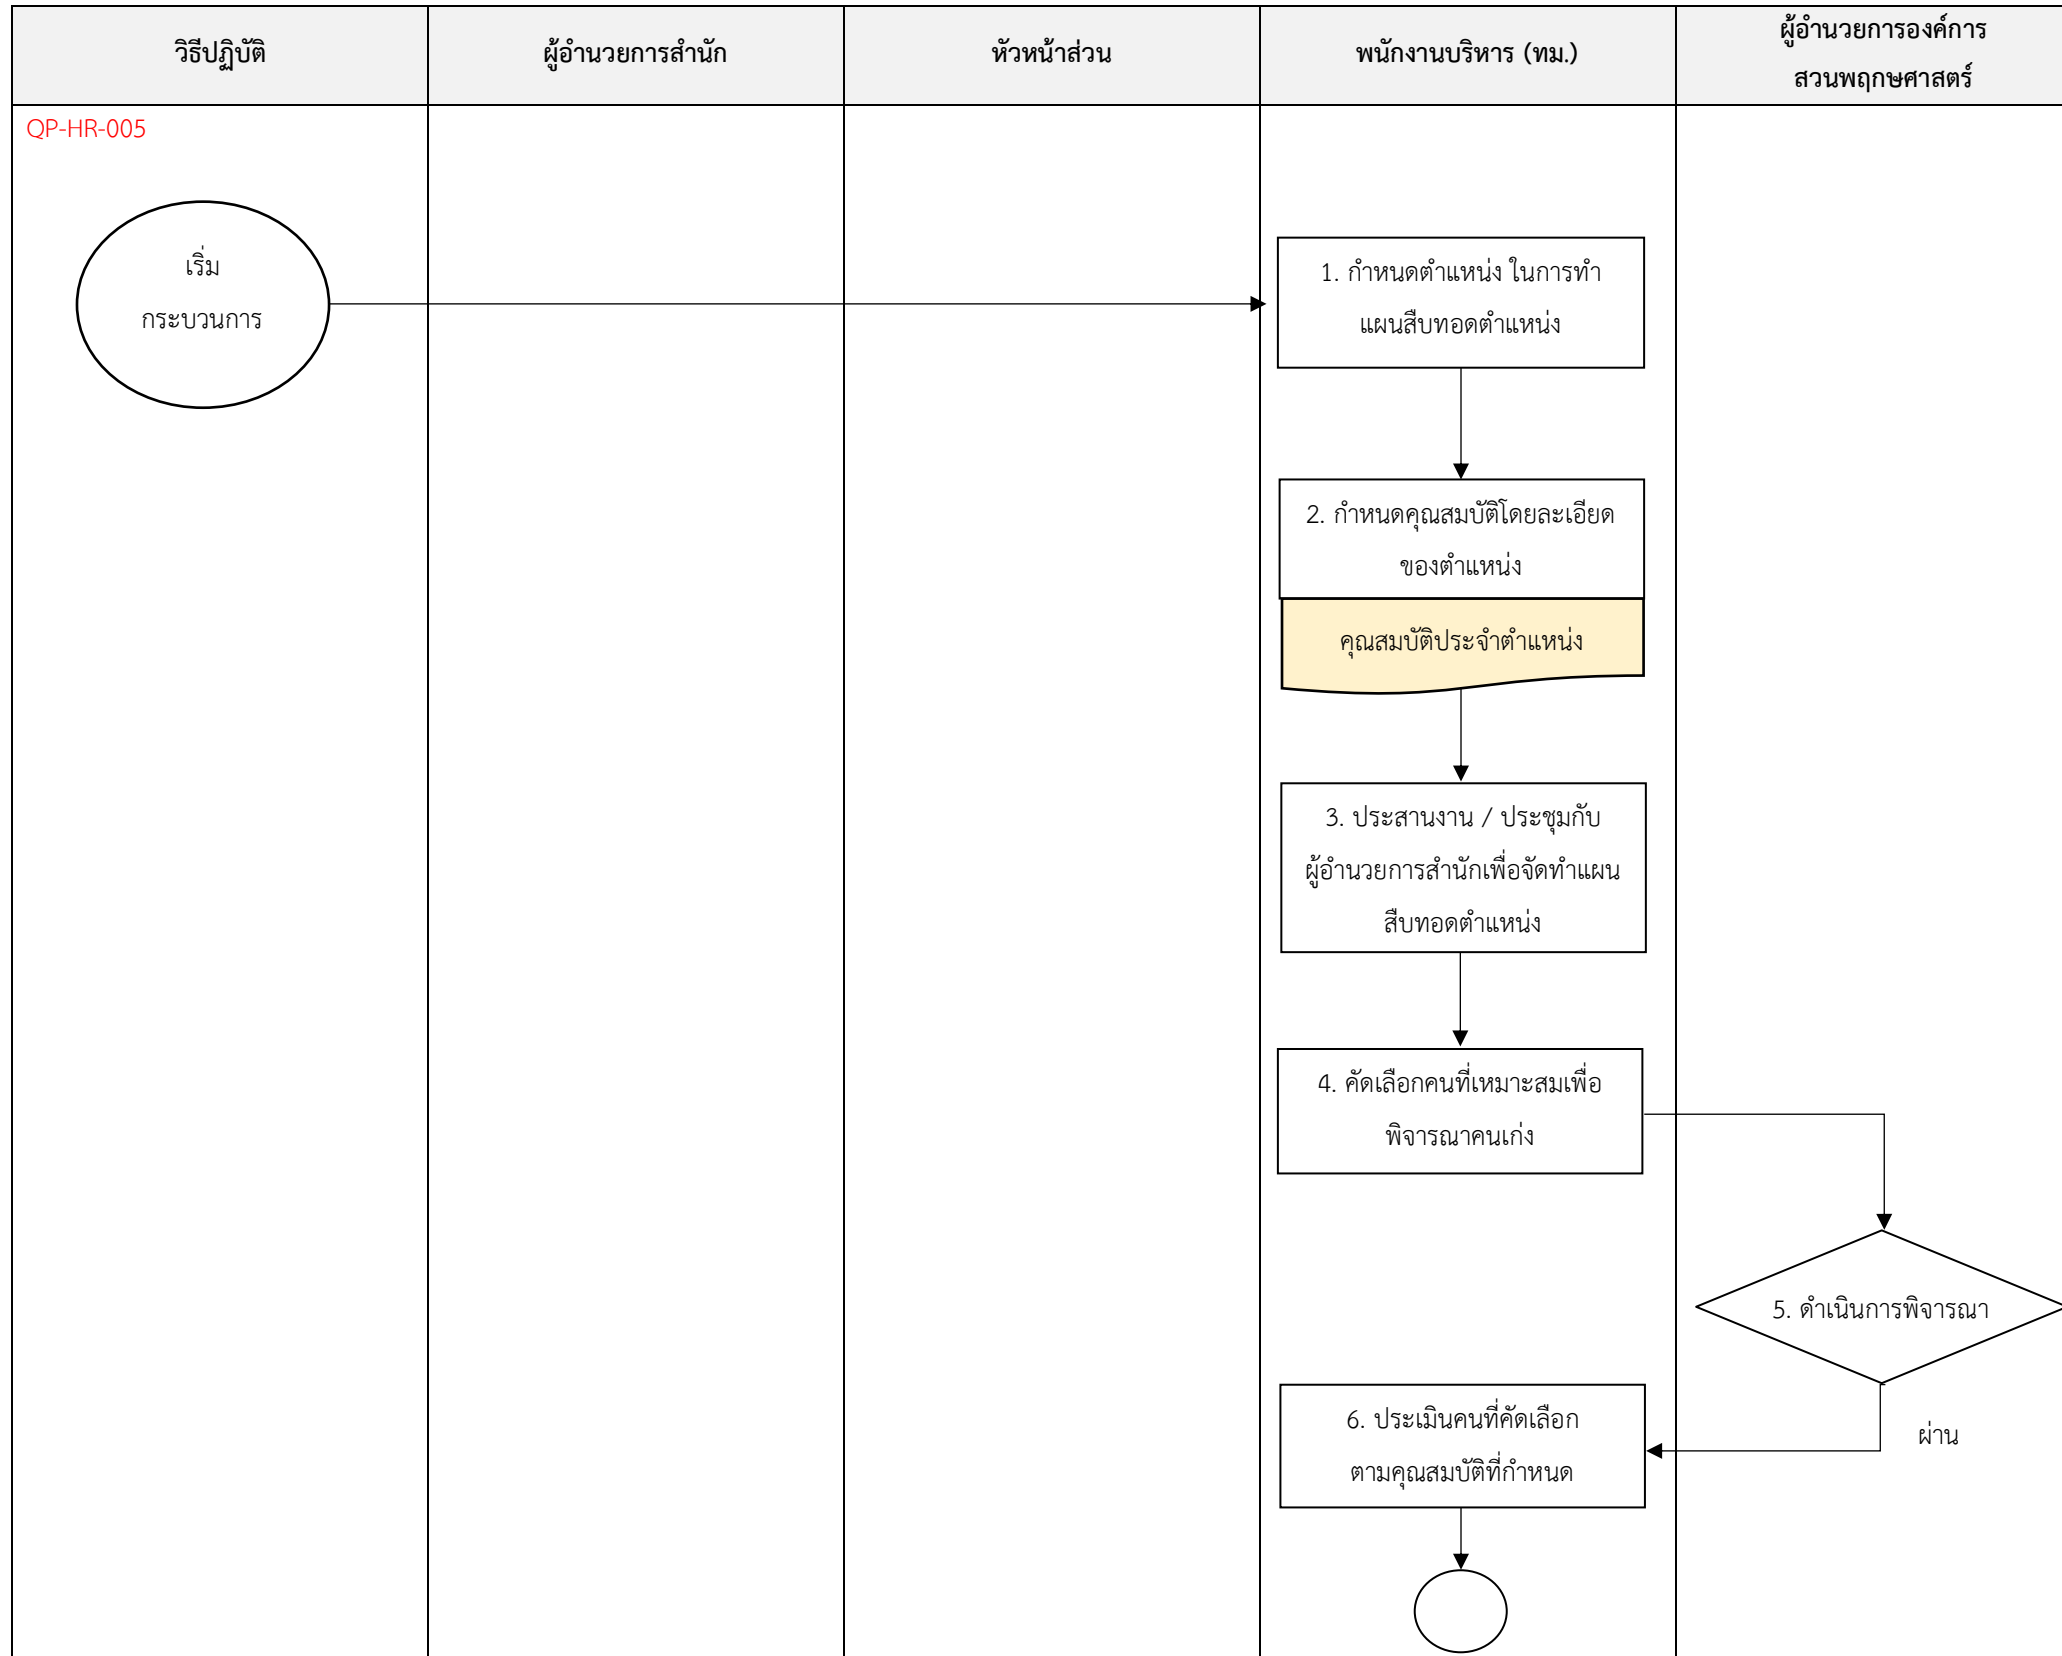 วิธีปฏิบัติ
ผู้อำนวยการสำนัก
หัวหน้าส่วน
พนักงานบริหาร (ทม.)
ผู้อำนวยการองค์การ
สวนพฤกษศาสตร์
QP-HR-005
เริ่ม
กระบวนการ
1. กำหนดตำแหน่ง ในการทำ
แผนสืบทอดตำแหน่ง
2. กำหนดคุณสมบัติโดยละเอียด
ของตำแหน่ง
คุณสมบัติประจำตำแหน่ง
3. ประสานงาน / ประชุมกับ
ผู้อำนวยการสำนักเพื่อจัดทำแผน
สืบทอดตำแหน่ง
4. คัดเลือกคนที่เหมาะสมเพื่อ
พิจารณาคนเก่ง
5. ดำเนินการพิจารณา
6. ประเมินคนที่คัดเลือก
ตามคุณสมบัติที่กำหนด
ผ่าน